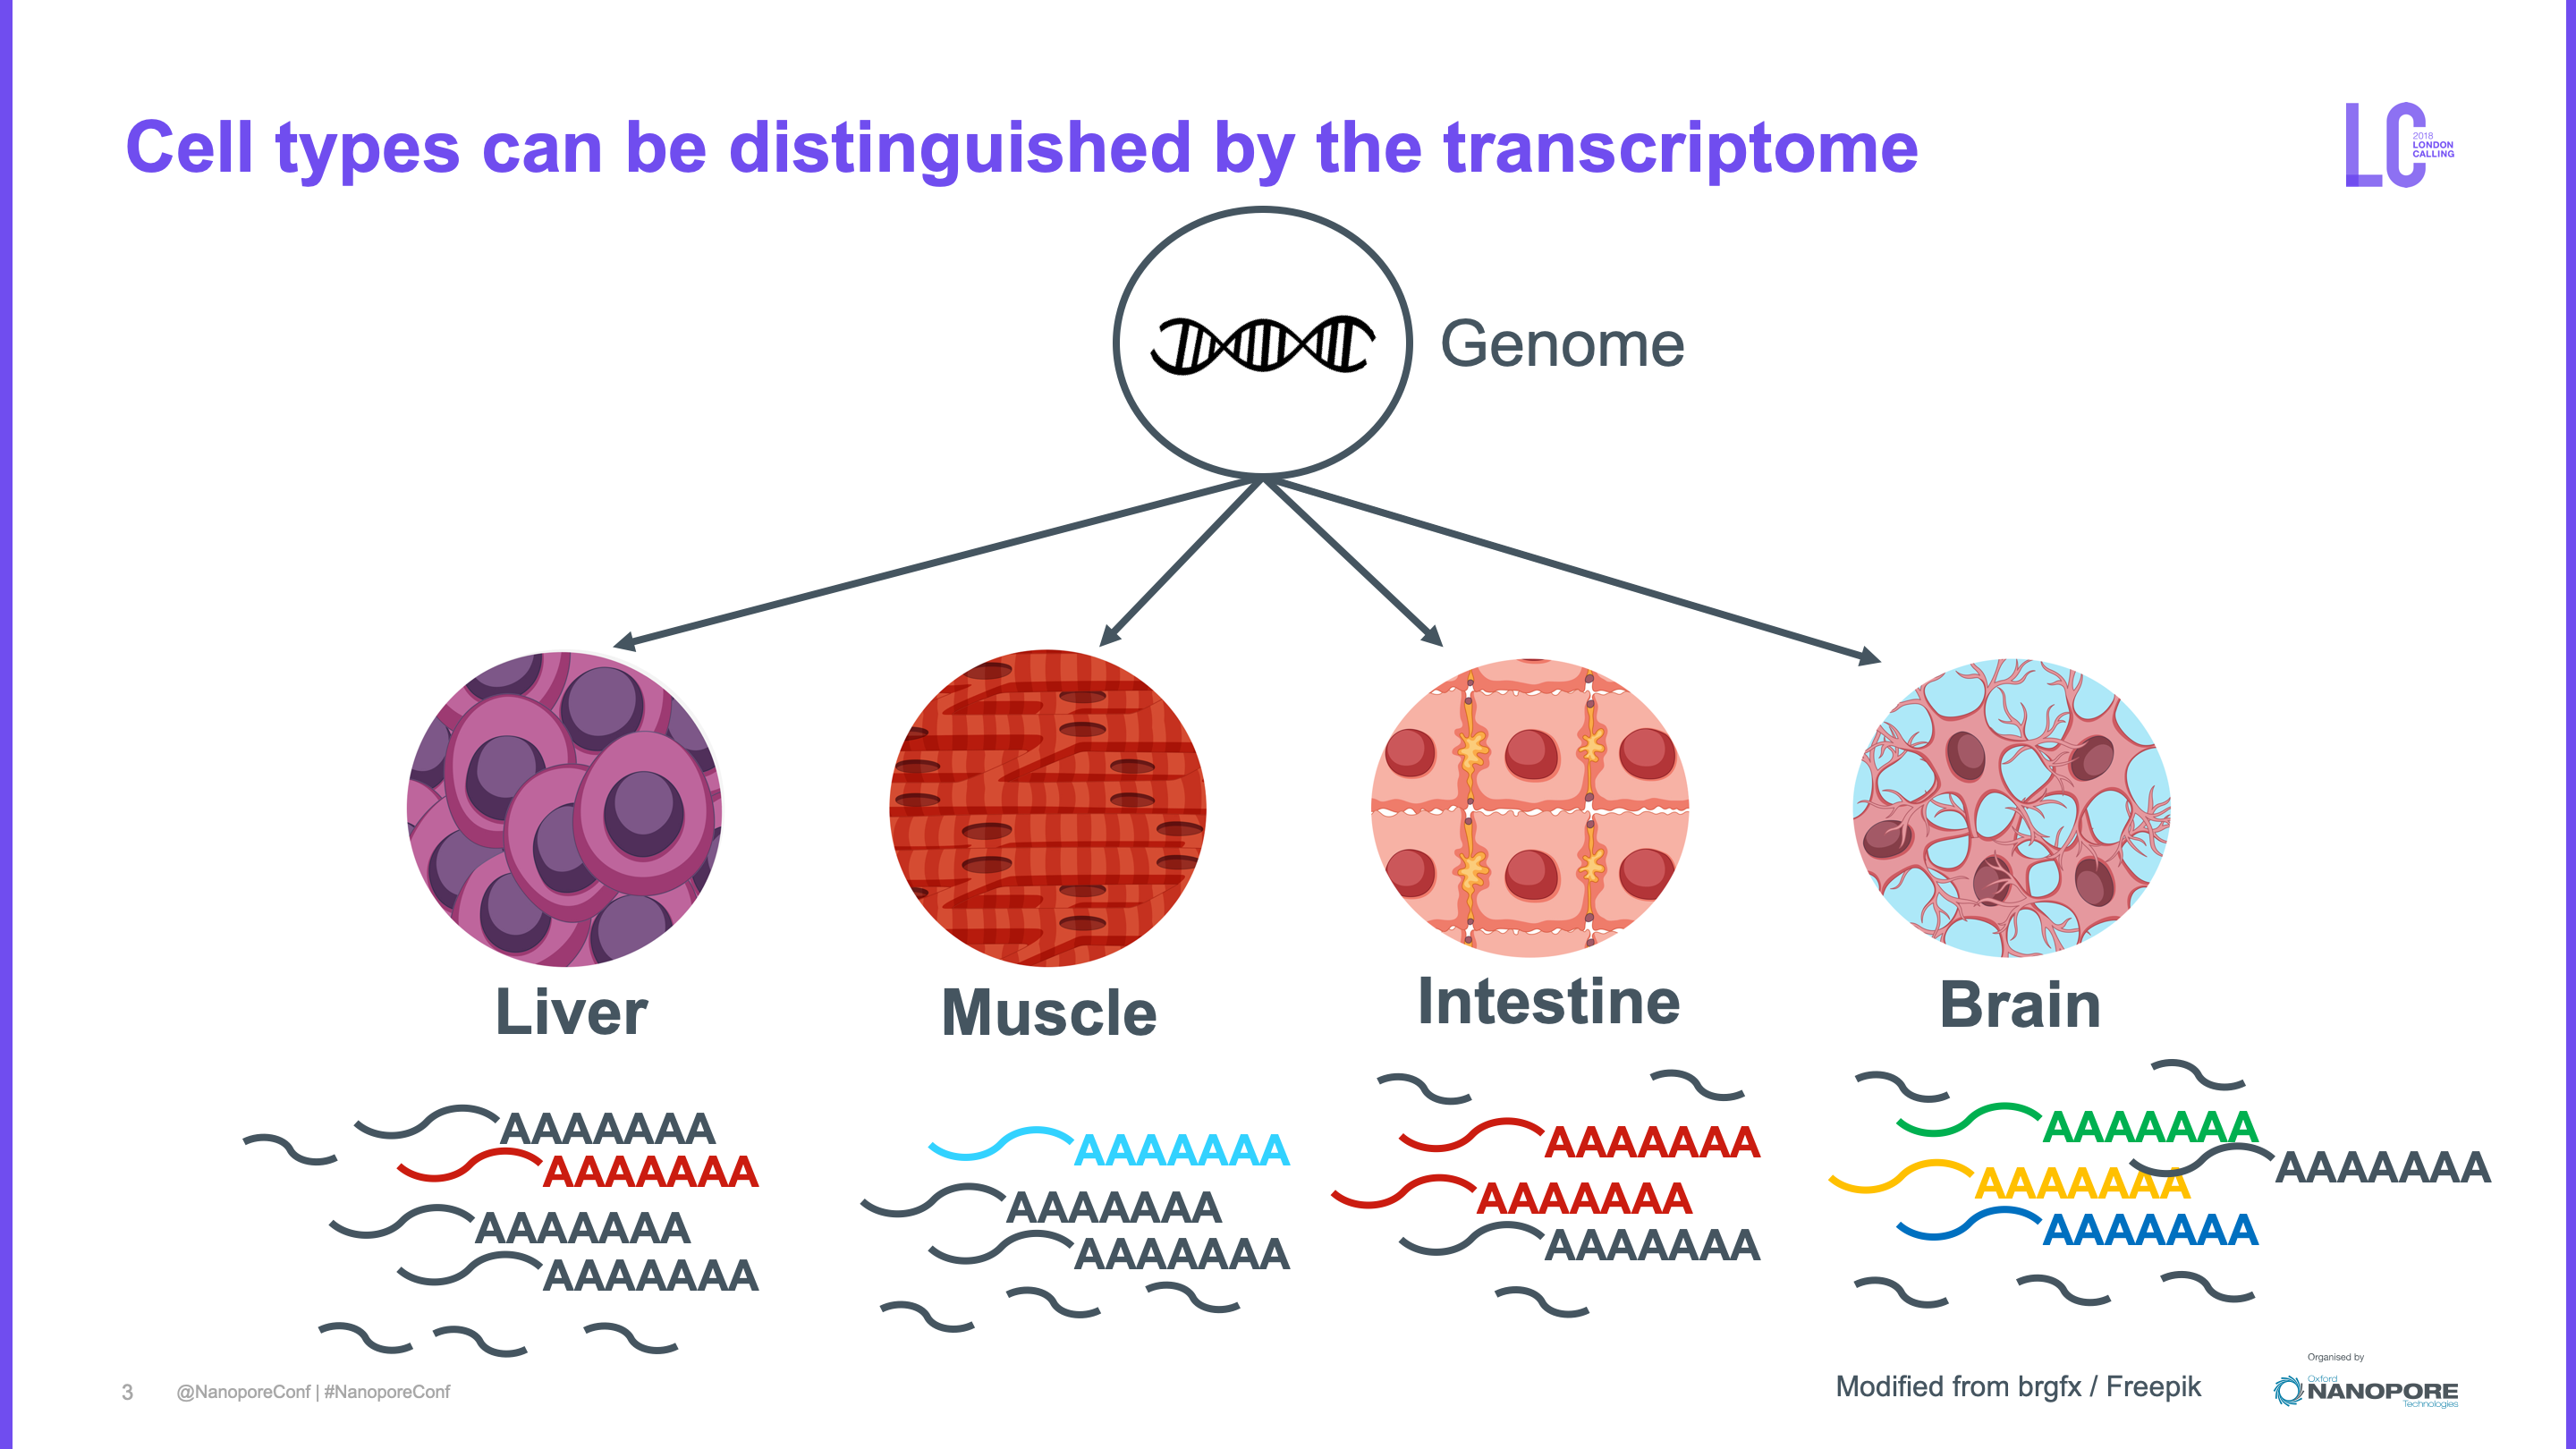 Cell types can be distinguished by the transcriptome
LC
2018
LONDON
CALLING
Genome
Liver
Muscle
Intestine
Brain
AAAAAAA
AAAAAAA
AAAAAAA
AAAAAAA
AAAAAAA
AAAAAAA
AAAAAAA
AAAAAAA
AAAAAAA
AAAAAAA
AAAAAAA
AAAAAAA
AAAAAAA
AAAAAAA
3
@NanoporeConf | #NanoporeConf
Modified from brgfx / Freepik
Organised by
Oxford
NANOPORE
Technologies